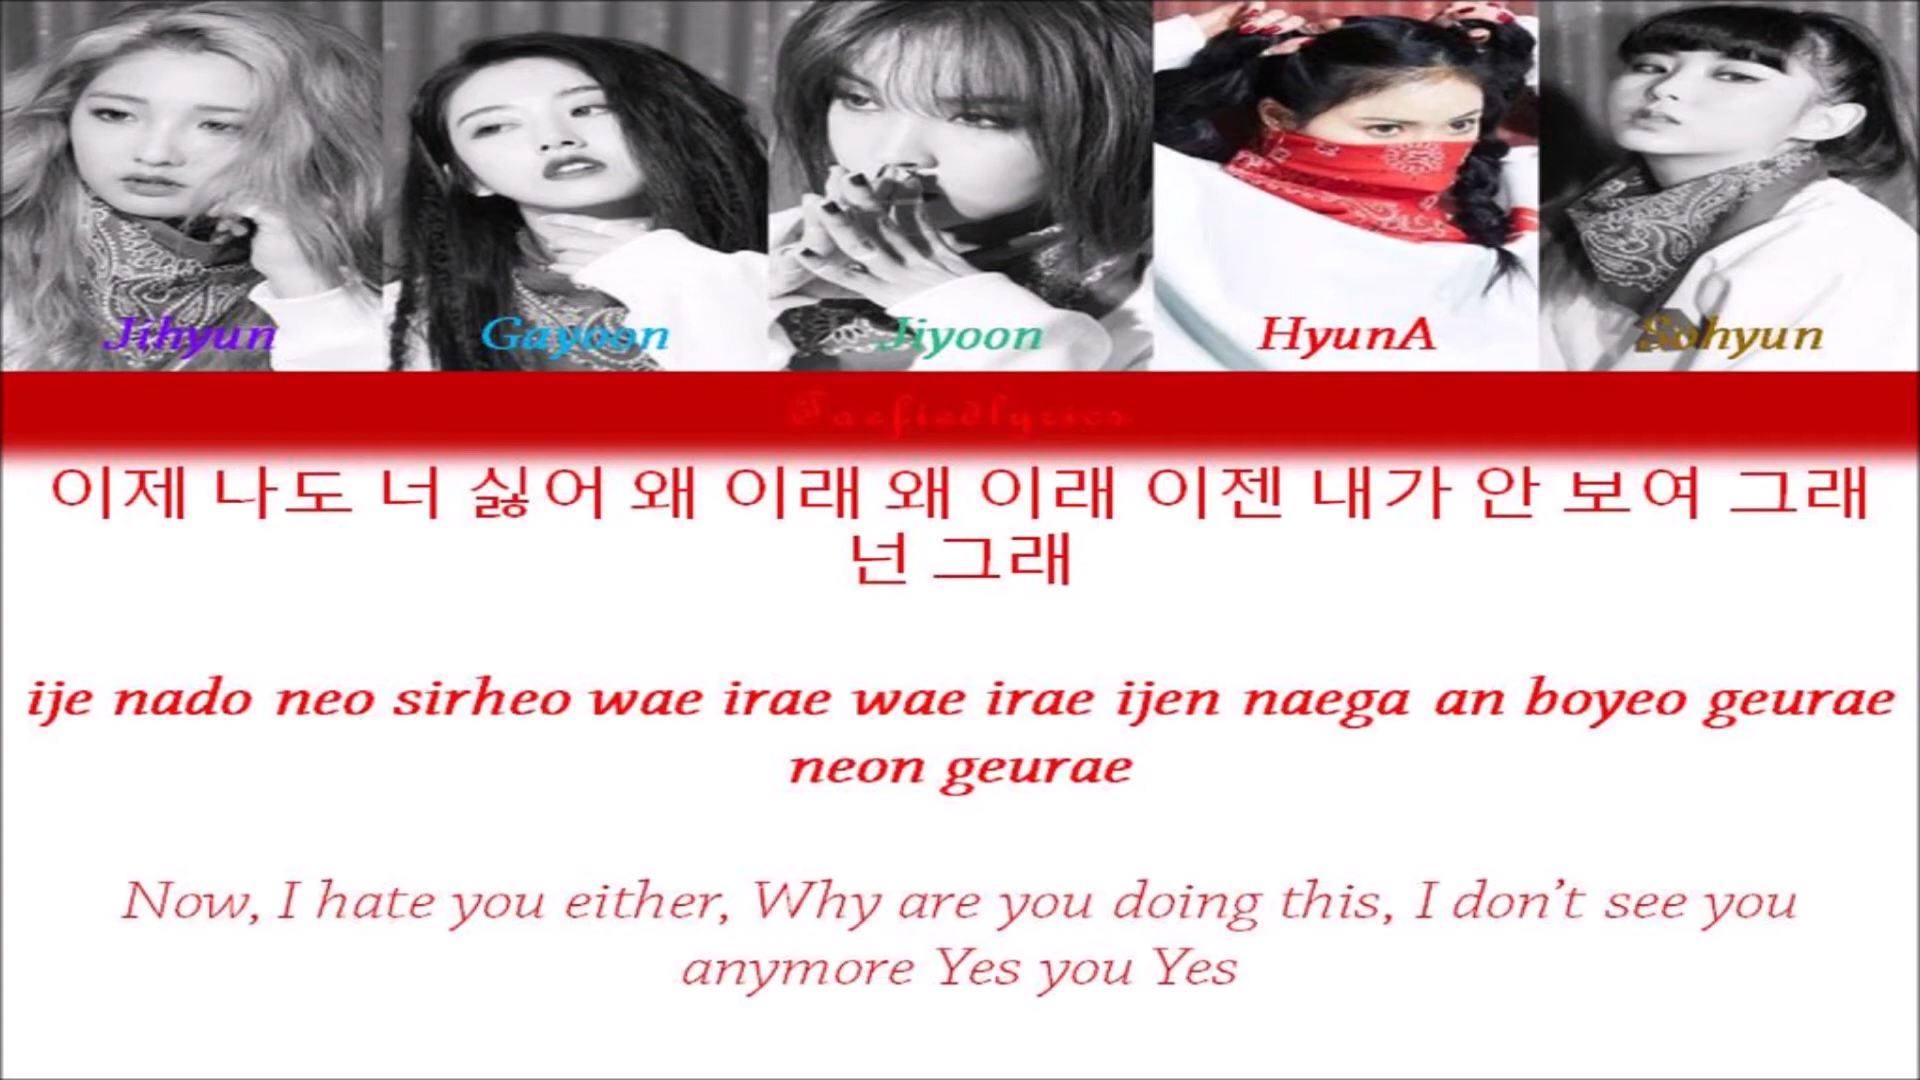 Jihyun
Gayoon
Jiyoon
HyunA
Sohyun
Taefiedlyrics
이제 나도 너 싫어 왜 이래 왜 이래 이젠 내가 안 보여 그래
넌 그래
ije nado neo sirheo wae irae wae irae ijen naega an boyeo geurae
neon geurae
Now, I hate you either, Why are you doing this, I don’t see you
anymore Yes you Yes